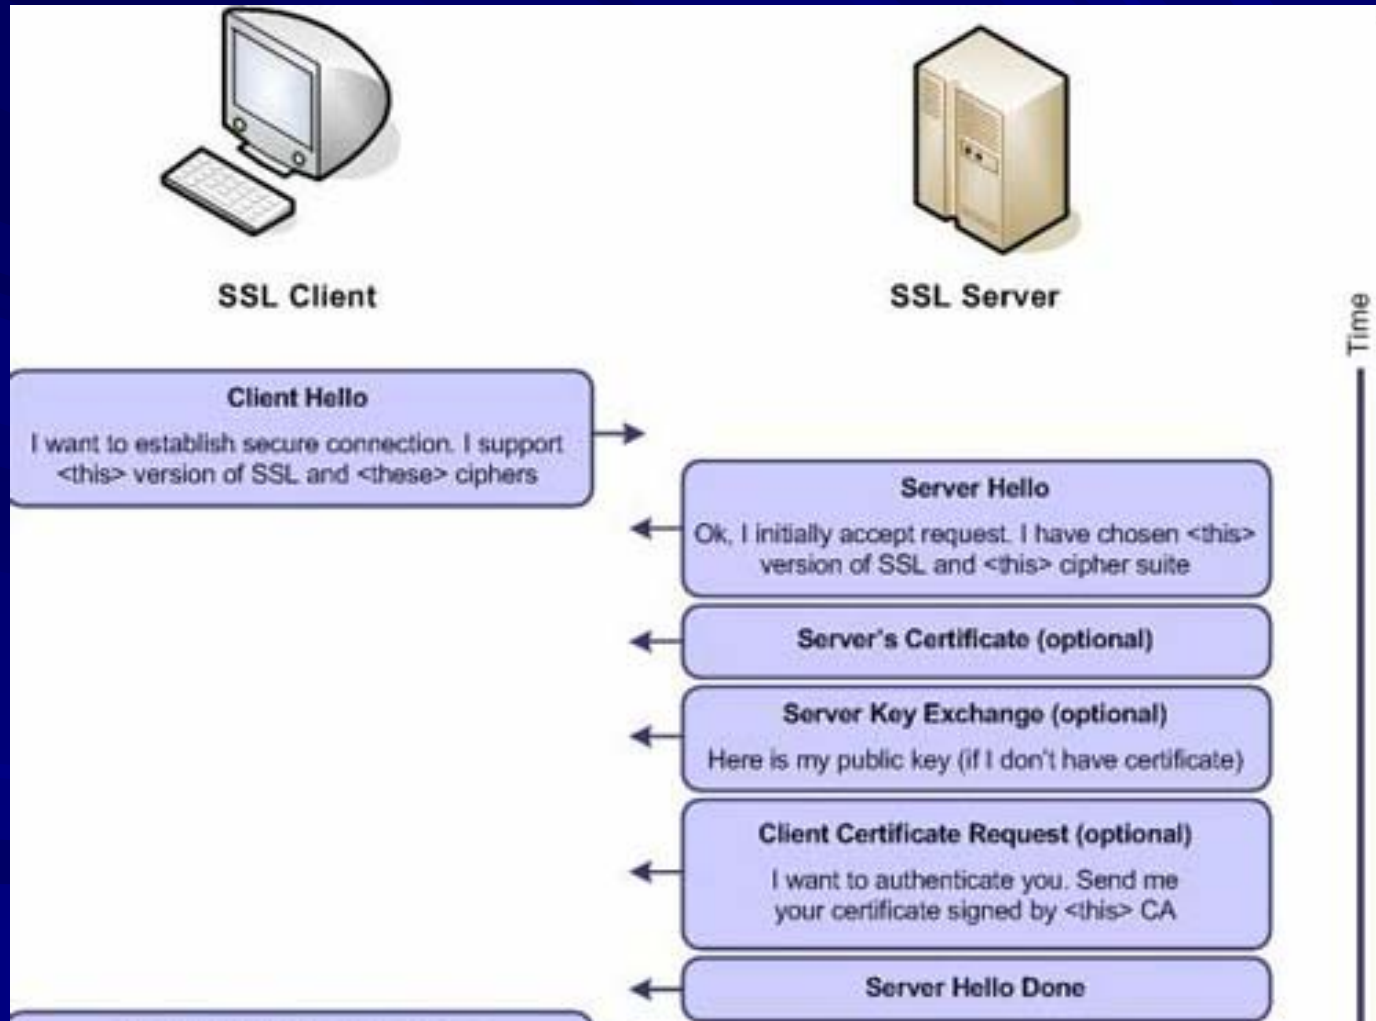 SSL Client
SSL Server
Time
Client Hello
I want to establish secure connection. I support
<this> version of SSL and <these> ciphers
Server Hello
Ok, I initially accept request. I have chosen <this>
version of SSL and <this> cipher suite
Server's Certificate (optional)
Server Key Exchange (optional)
Here is my public key (if I don't have certificate)
Client Certificate Request (optional)
I want to authenticate you. Send me
your certificate signed by <this> CA
Server Hello Done